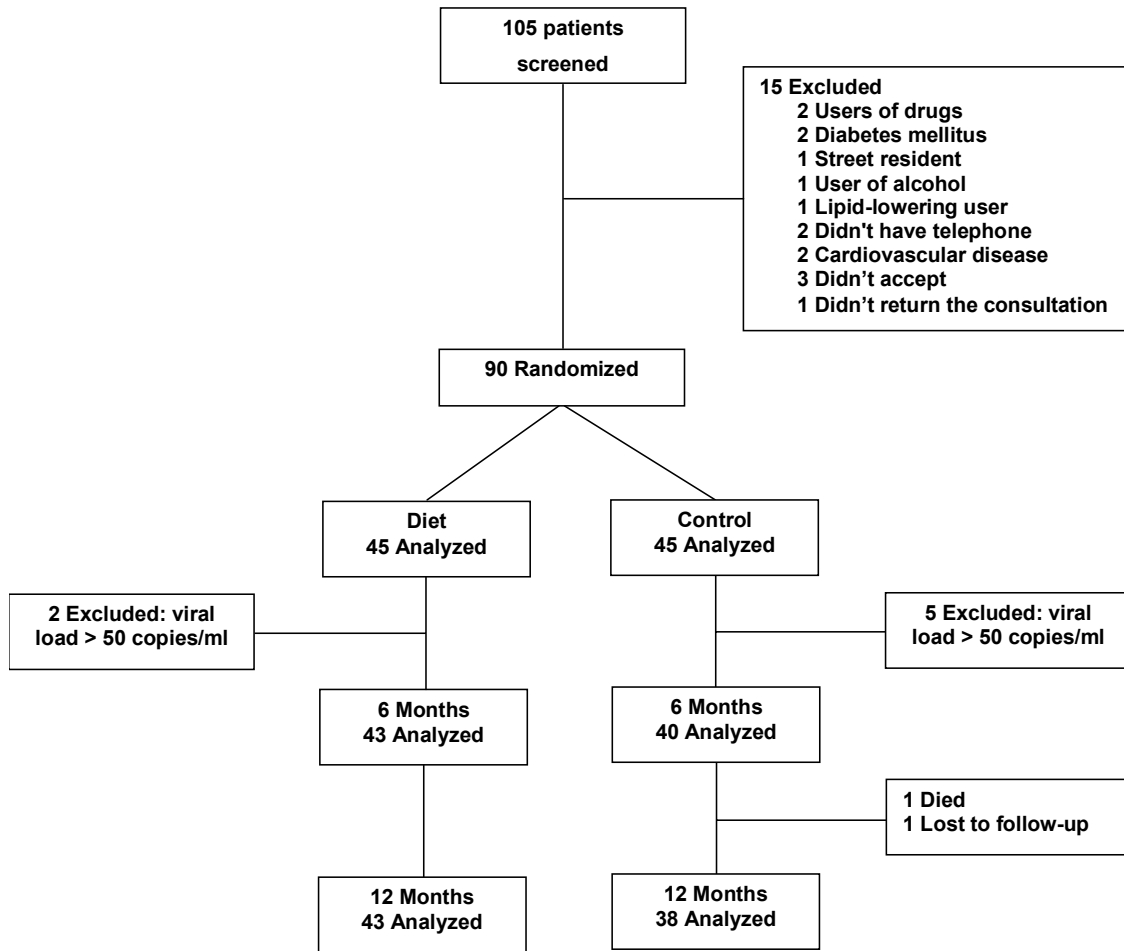 105 patients
screened
15 Excluded
2 Users of drugs
2 Diabetes mellitus
1 Street resident
1 User of alcohol
1 Lipid-lowering user
2 Didn't have telephone
2 Cardiovascular disease
3 Didn’t accept
1 Didn’t return the consultation
90 Randomized
Diet
45 Analyzed
Control
45 Analyzed
2 Excluded: viral
load > 50 copies/ml
5 Excluded: viral
load > 50 copies/ml
6 Months
43 Analyzed
6 Months
40 Analyzed
1 Died
1 Lost to follow-up
12 Months
43 Analyzed
12 Months
38 Analyzed